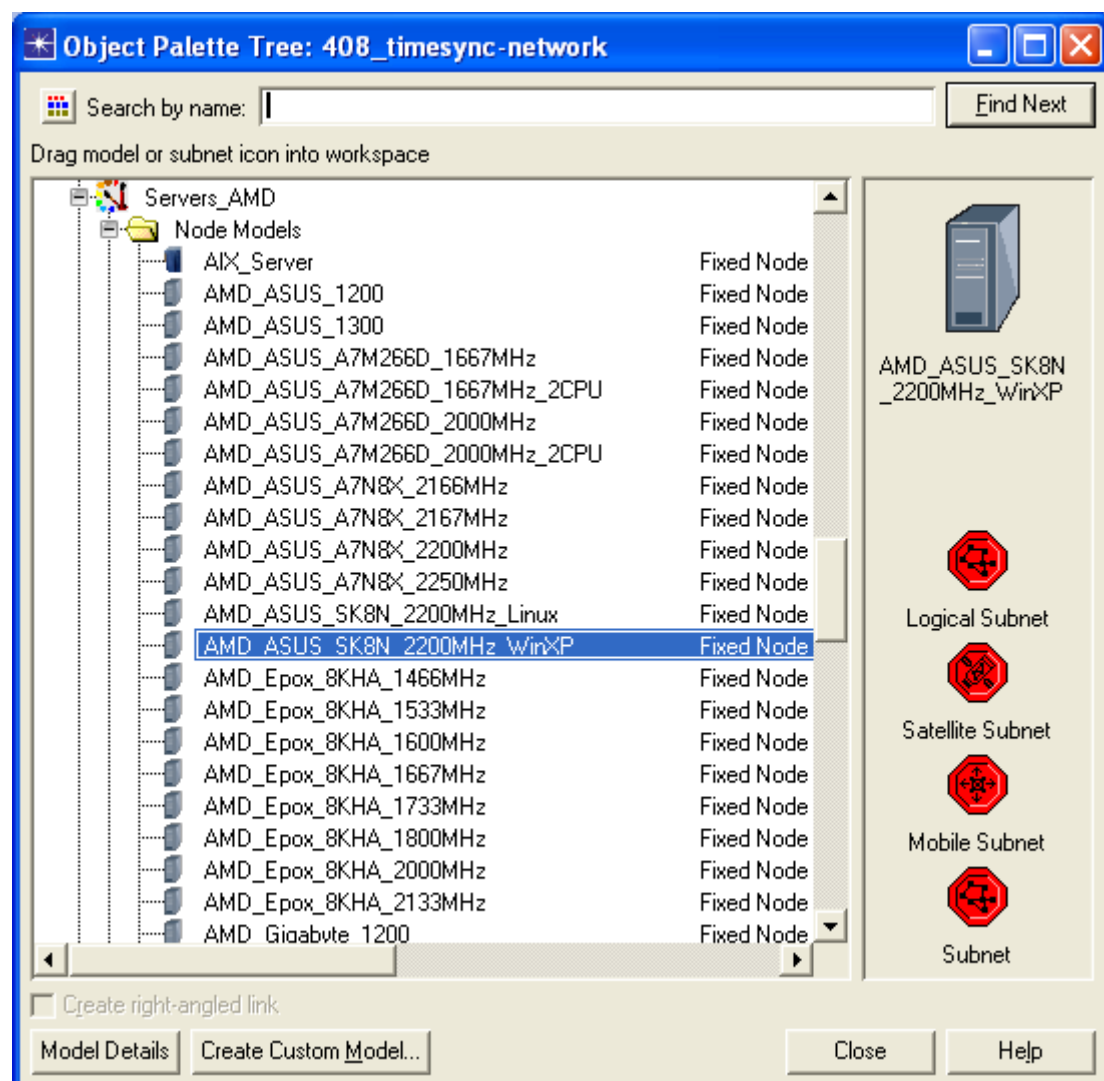 Object Palette Tree: 408_timesync-network
Search by name:
Find Next
Drag model or subnet icon into workspace
Servers_AMD
Node Models
AIX_Server Fixed Node
AMD_ASUS_1200 Fixed Node
AMD_ASUS_1300 Fixed Node
AMD_ASUS_A7M266D_1667MHz Fixed Node
AMD_ASUS_A7M266D_1667MHz_2CPU Fixed Node
AMD_ASUS_A7M266D_2000MHz Fixed Node
AMD_ASUS_A7M266D_2000MHz_2CPU Fixed Node
AMD_ASUS_A7N8X_2166MHz Fixed Node
AMD_ASUS_A7N8X_2167MHz Fixed Node
AMD_ASUS_A7N8X_2200MHz Fixed Node
AMD_ASUS_A7N8X_2250MHz Fixed Node
AMD_ASUS_SK8N_2200MHz_Linux Fixed Node
AMD_ASUS_SK8N_2200MHz_WinXP Fixed Node
AMD_Epox_8KHA_1466MHz Fixed Node
AMD_Epox_8KHA_1533MHz Fixed Node
AMD_Epox_8KHA_1600MHz Fixed Node
AMD_Epox_8KHA_1667MHz Fixed Node
AMD_Epox_8KHA_1733MHz Fixed Node
AMD_Epox_8KHA_1800MHz Fixed Node
AMD_Epox_8KHA_2000MHz Fixed Node
AMD_Epox_8KHA_2133MHz Fixed Node
AMD_Gigabyte_1200 Fixed Node
AMD_ASUS_SK8N
_2200MHz_WinXP
Logical Subnet
Satellite Subnet
Mobile Subnet
Subnet
Create right-angled link
Model Details
Create Custom Model...
Close
Help